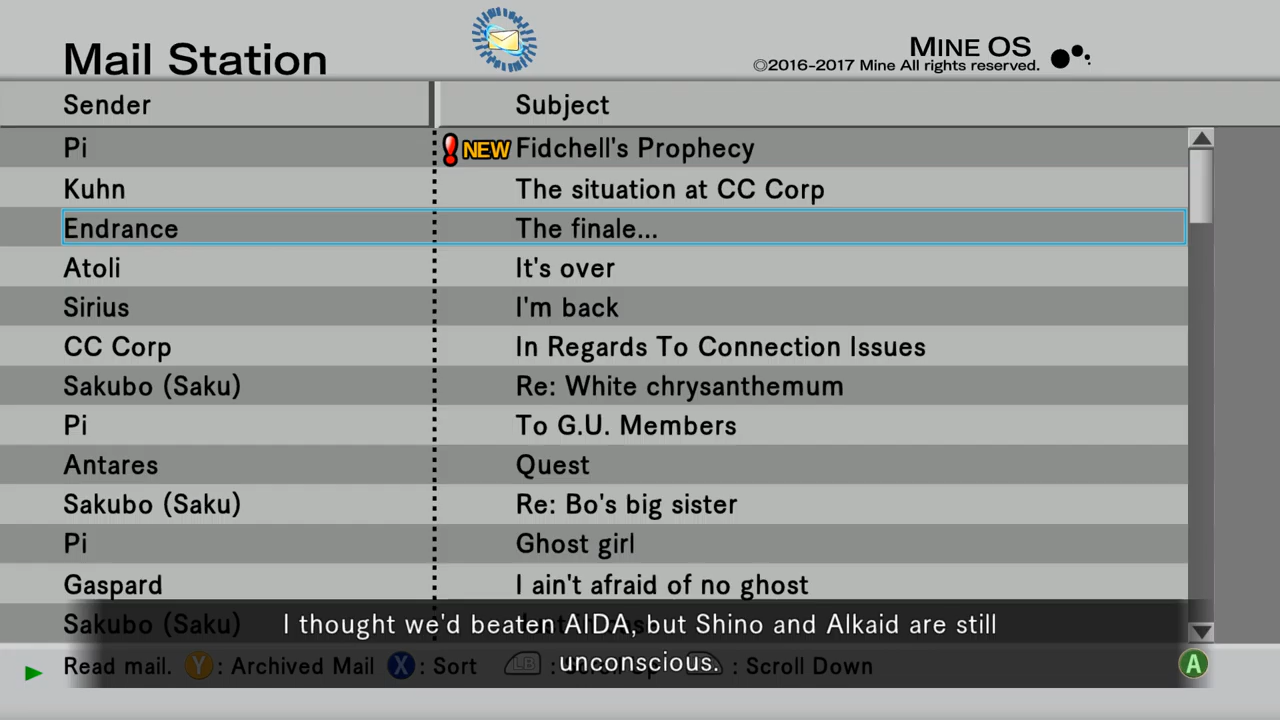 Mail Station
MINE OS
©2016-2017 Mine All rights reserved.
Sender Subject
Pi NEW Fidchell's Prophecy
Kuhn The situation at CC Corp
Endrance The finale...
Atoli It's over
Sirius I'm back
CC Corp In Regards To Connection Issues
Sakubo (Saku) Re: White chrysanthemum
Pi To G.U. Members
Antares Quest
Sakubo (Saku) Re: Bo's big sister
Pi Ghost girl
Gaspard I ain't afraid of no ghost
Sakubo (Saku)
I thought we'd beaten AIDA, but Shino and Alkaid are still
unconscious.
Read mail. Y : Archived Mail X : Sort LB : Scroll Up : Scroll Down A